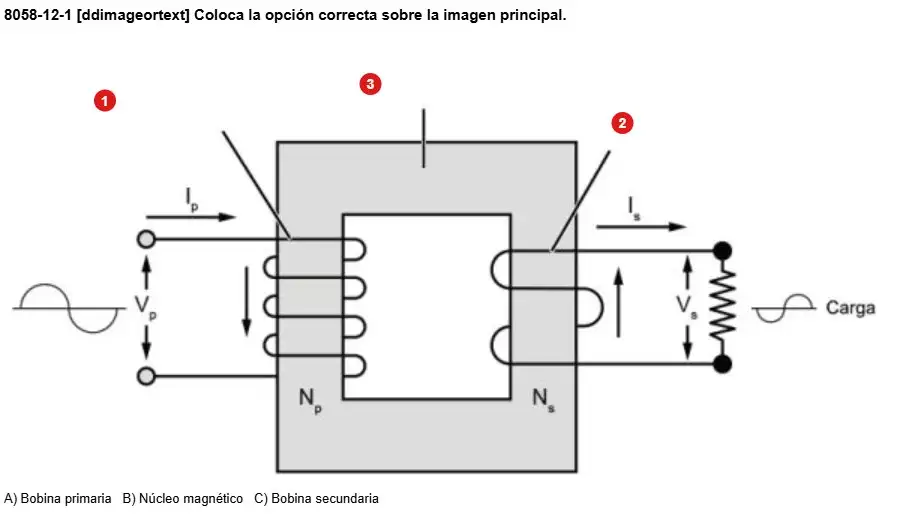 8058-12-1 [ddimageortext] Coloca la opción correcta sobre la imagen principal.
3
1
2
Ip
Is
Vp
Vs
Carga
Np
Ns
A) Bobina primaria B) Núcleo magnético C) Bobina secundaria